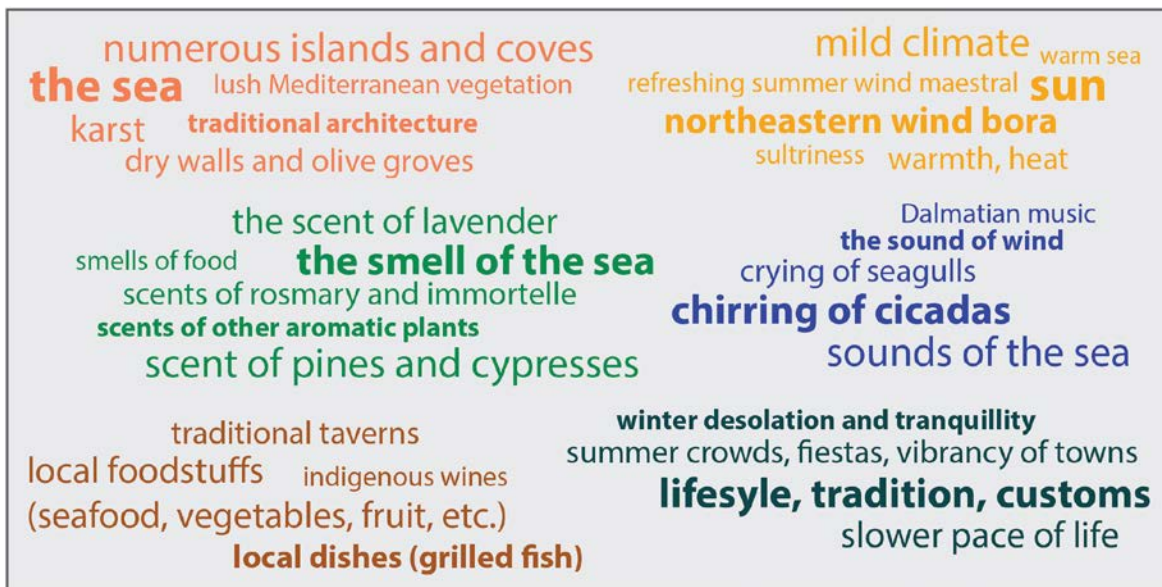 numerous islands and coves
the sea lush Mediterranean vegetation
karst traditional architecture
dry walls and olive groves
mild climate warm sea
refreshing summer wind maestral sun
northeastern wind bora
sultriness warmth, heat
the scent of lavender
smells of food the smell of the sea
scents of rosmary and immortelle
scents of other aromatic plants
scent of pines and cypresses
Dalmatian music
the sound of wind
crying of seagulls
chirring of cicadas
sounds of the sea
traditional taverns
local foodstuffs indigenous wines
(seafood, vegetables, fruit, etc.)
local dishes (grilled fish)
winter desolation and tranquillity
summer crowds, fiestas, vibrancy of towns
lifesyle, tradition, customs
slower pace of life